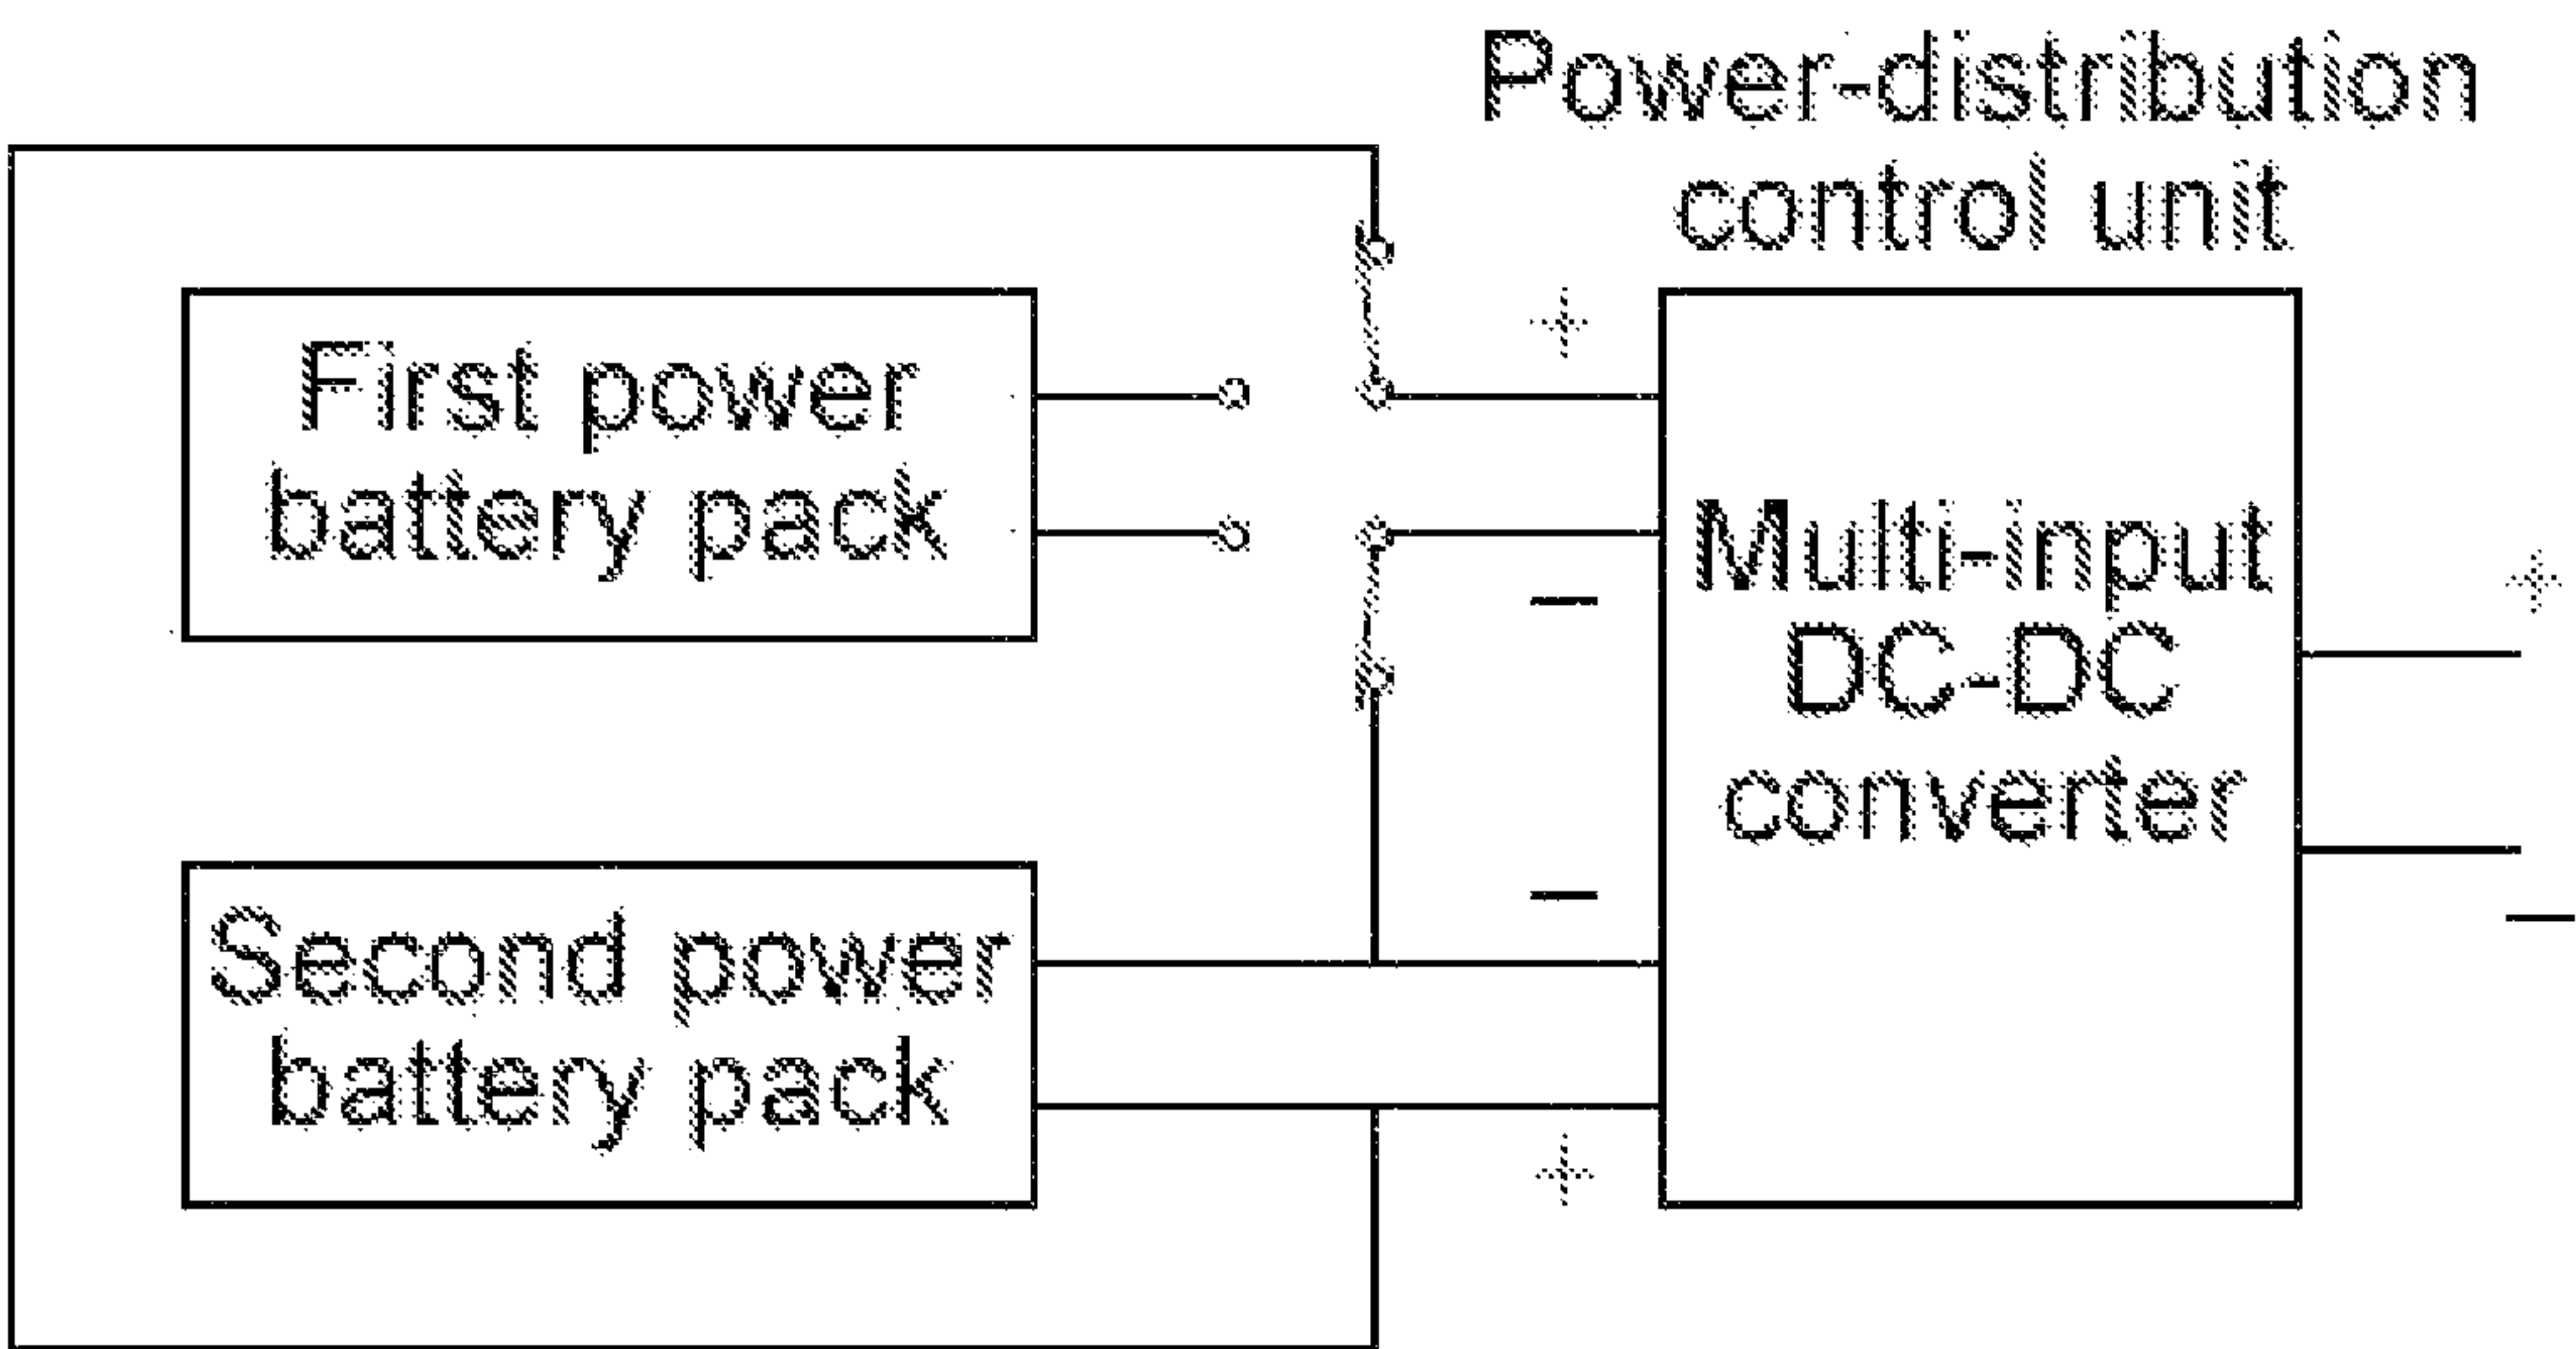 Power-distribution
control unit
+
First power
battery pack
Multi-input
DC-DC
converter
−
+
−
−
Second power
battery pack
+